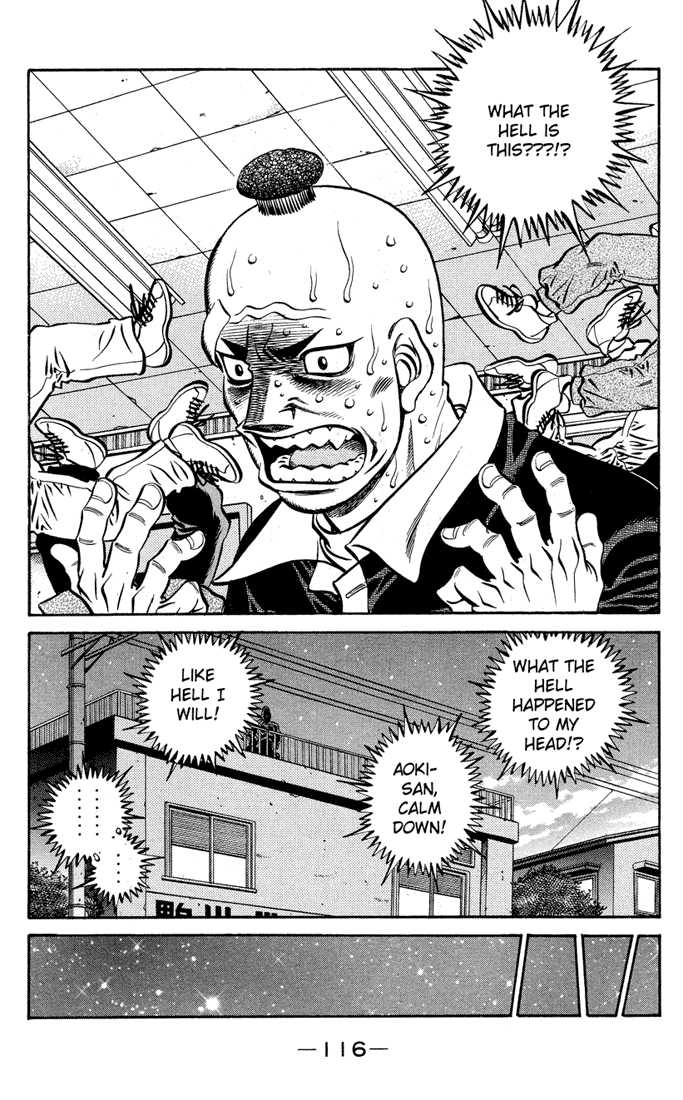 WHAT THE
HELL IS
THIS???!?
WHAT THE
HELL
HAPPENED
TO MY
HEAD!?
LIKE
HELL I
WILL!
AOKI-
SAN,
CALM
DOWN!
......
....
—116—